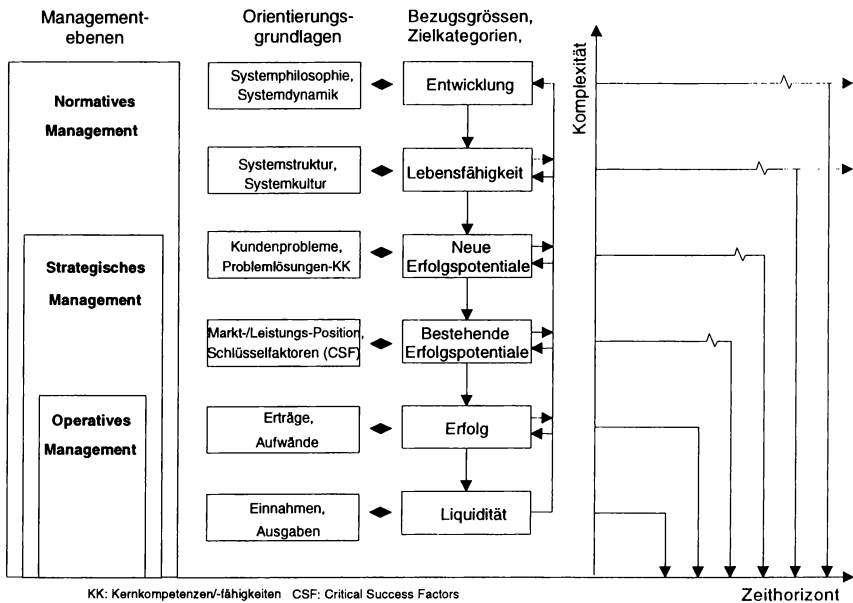 Management-
ebenen
Orientierungs-
grundlagen
Bezugsgrössen,
Zielkategorien,
Komplexität
Normatives
Management
Systemphilosophie,
Systemdynamik
Entwicklung
Systemstruktur,
Systemkultur
Lebensfähigkeit
Strategisches
Management
Kundenprobleme,
Problemlösungen-KK
Neue
Erfolgspotentiale
Markt-/Leistungs-Position,
Schlüsselfaktoren (CSF)
Bestehende
Erfolgspotentiale
Operatives
Management
Erträge,
Aufwände
Erfolg
Einnahmen,
Ausgaben
Liquidität
KK: Kernkompetenzen/-fähigkeiten CSF: Critical Success Factors
Zeithorizont